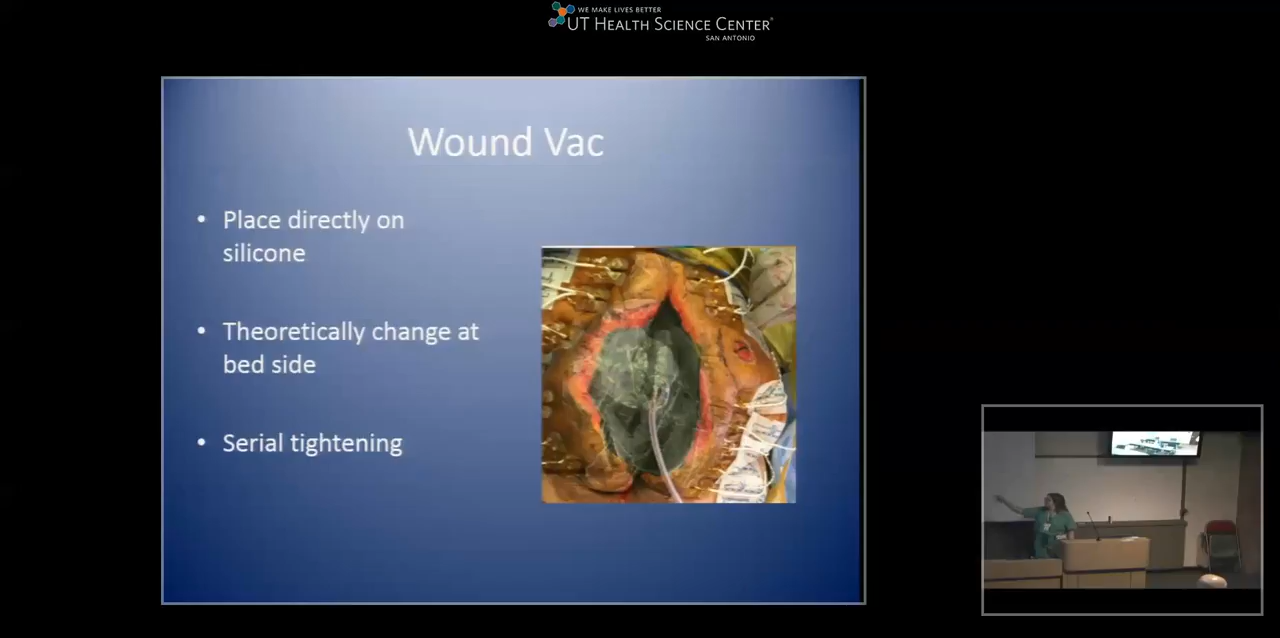 WE MAKE LIVES BETTER
UT HEALTH SCIENCE CENTER®
SAN ANTONIO
Wound Vac
• Place directly on
silicone
• Theoretically change at
bed side
• Serial tightening